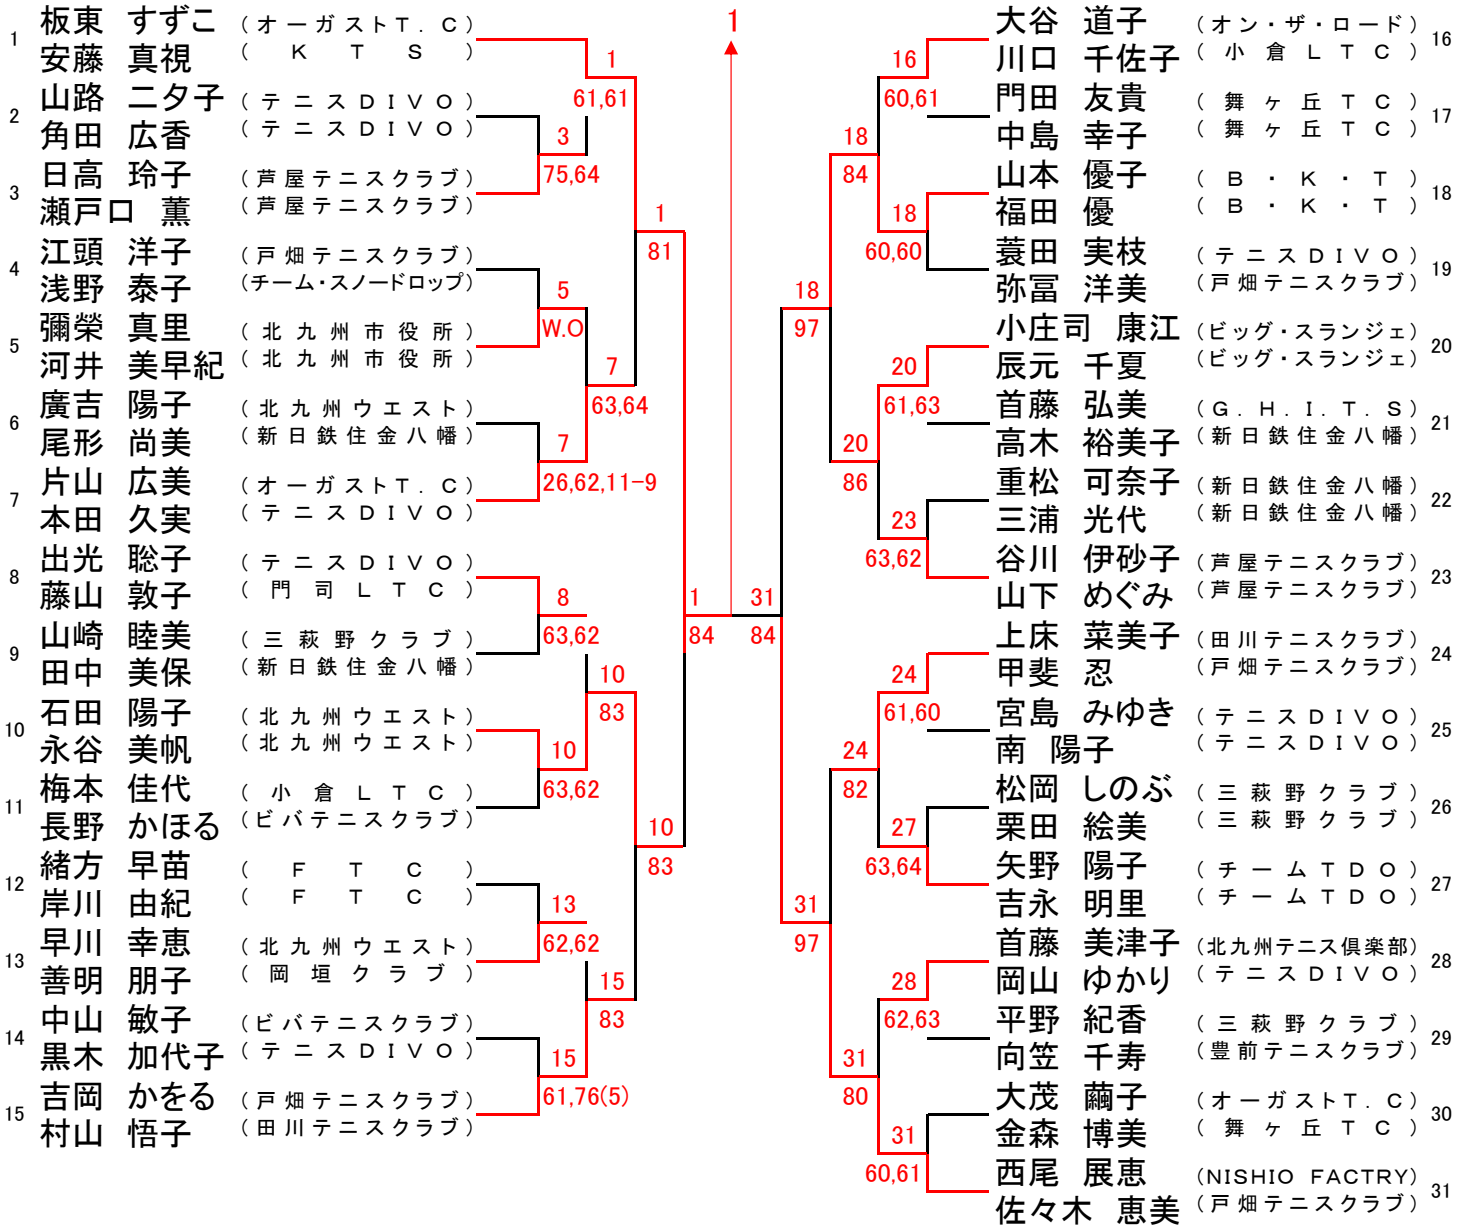 1 板東 すずこ (オーガストT.C)
安藤 真視 (KTS)
2 山路 二夕子 (テニスDIVO)
角田 広香 (テニスDIVO)
3 日高 玲子 (芦屋テニスクラブ)
瀬戸口 薫 (芦屋テニスクラブ)
4 江頭 洋子 (戸畑テニスクラブ)
浅野 泰子 (チーム・スノードロップ)
5 彌榮 真里 (北九州市役所)
河井 美早紀 (北九州市役所)
6 廣吉 陽子 (北九州ウエスト)
尾形 尚美 (新日鉄住金八幡)
7 片山 広美 (オーガストT.C)
本田 久実 (テニスDIVO)
8 出光 聡子 (テニスDIVO)
藤山 敦子 (門司LTC)
9 山崎 睦美 (三萩野クラブ)
田中 美保 (新日鉄住金八幡)
10 石田 陽子 (北九州ウエスト)
永谷 美帆 (北九州ウエスト)
11 梅本 佳代 (小倉LTC)
長野 かほる (ビバテニスクラブ)
12 緒方 早苗 (FTC)
岸川 由紀 (FTC)
13 早川 幸恵 (北九州ウエスト)
善明 朋子 (岡垣クラブ)
14 中山 敏子 (ビバテニスクラブ)
黒木 加代子 (テニスDIVO)
15 吉岡 かをる (戸畑テニスクラブ)
村山 悟子 (田川テニスクラブ)
1
61,61
3
75,64
1
81
5
W.O
7
63,64
7
26,62,11-9
8
63,62
10
83
10
63,62
10
83
13
62,62
15
83
15
61,76(5)
1
84
1
31
84
16
60,61
18
84
18
60,60
18
97
20
61,63
20
86
23
63,62
24
61,60
24
82
27
63,64
31
97
28
62,63
31
80
31
60,61
大谷 道子 (オン・ザ・ロード) 16
川口 千佐子 (小倉LTC)
門田 友貴 (舞ヶ丘TC) 17
中島 幸子 (舞ヶ丘TC)
山本 優子 (B・K・T) 18
福田 優 (B・K・T)
蓑田 実枝 (テニスDIVO) 19
弥冨 洋美 (戸畑テニスクラブ)
小庄司 康江 (ビッグ・スランジェ) 20
辰元 千夏 (ビッグ・スランジェ)
首藤 弘美 (G.H.I.T.S) 21
高木 裕美子 (新日鉄住金八幡)
重松 可奈子 (新日鉄住金八幡) 22
三浦 光代 (新日鉄住金八幡)
谷川 伊砂子 (芦屋テニスクラブ) 23
山下 めぐみ (芦屋テニスクラブ)
上床 菜美子 (田川テニスクラブ) 24
甲斐 忍 (戸畑テニスクラブ)
宮島 みゆき (テニスDIVO) 25
南 陽子 (テニスDIVO)
松岡 しのぶ (三萩野クラブ) 26
栗田 絵美 (三萩野クラブ)
矢野 陽子 (チームTDO) 27
吉永 明里 (チームTDO)
首藤 美津子 (北九州テニス倶楽部) 28
岡山 ゆかり (テニスDIVO)
平野 紀香 (三萩野クラブ) 29
向笠 千寿 (豊前テニスクラブ)
大茂 繭子 (オーガストT.C) 30
金森 博美 (舞ヶ丘TC)
西尾 展恵 (NISHIO FACTRY) 31
佐々木 恵美 (戸畑テニスクラブ)